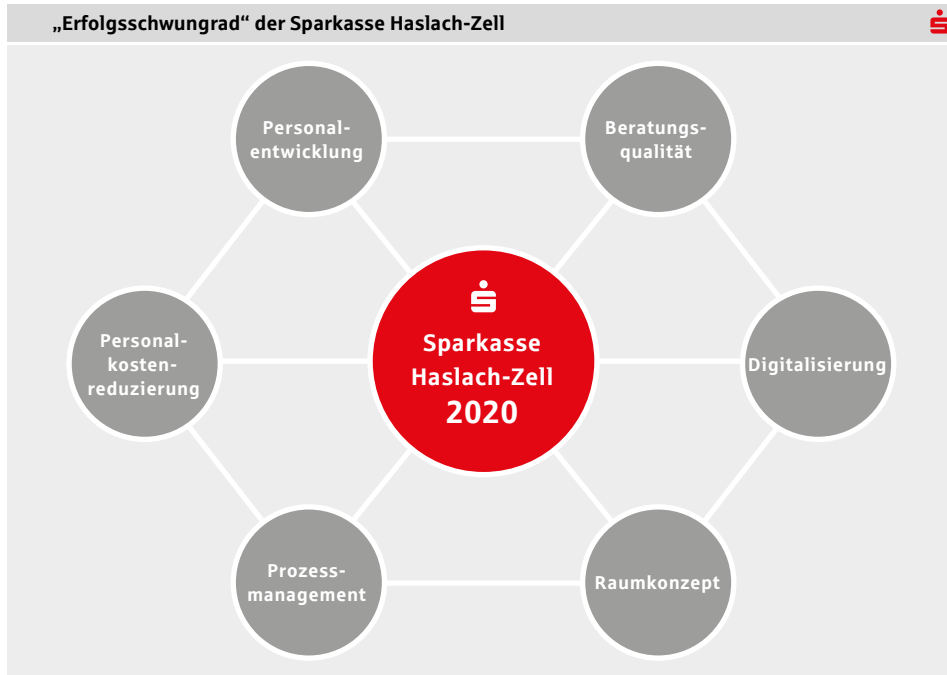 „Erfolgsschwungrad“ der Sparkasse Haslach-Zell
Personal-
entwicklung
Beratungs-
qualität
Personal-
kosten-
reduzierung
Sparkasse
Haslach-Zell
2020
Digitalisierung
Prozess-
management
Raumkonzept